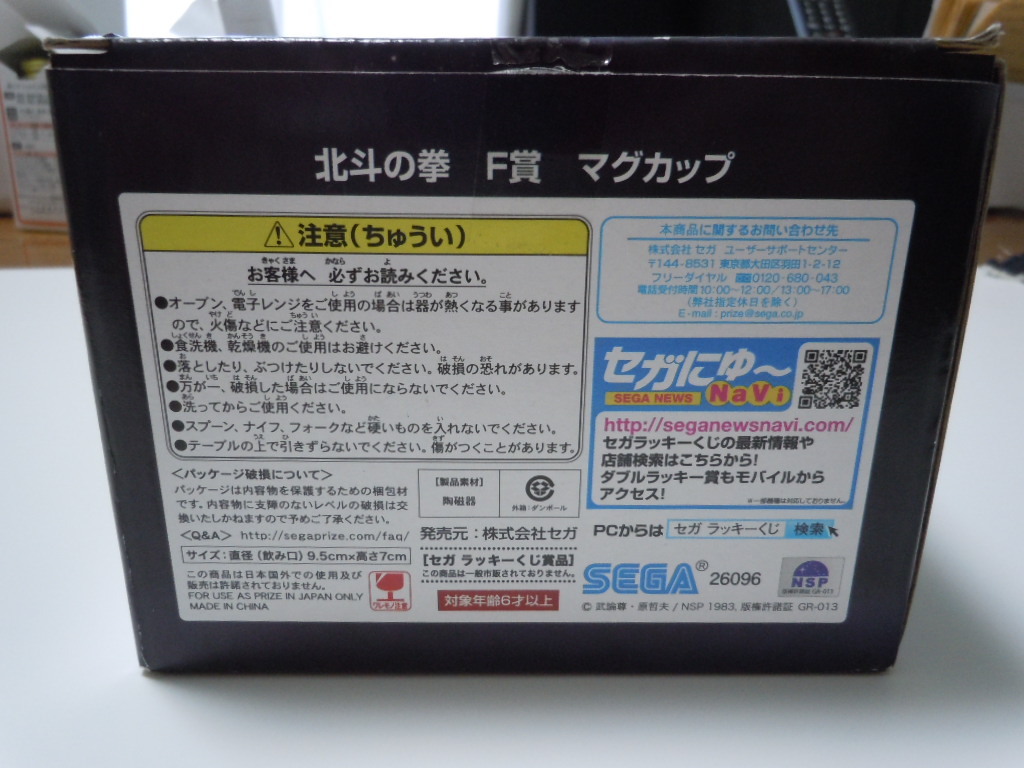 北斗の拳 F賞 マグカップ
注意(ちゅうい)
お客様へ 必ずお読みください。
●オーブン、電子レンジをご使用の場合は器が熱くなる事があります
ので、火傷などにご注意ください。
●食洗機、乾燥機のご使用はお避けください。
●落としたり、ぶつけたりしないでください。破損の恐れがあります。
●万が一、破損した場合はご使用にならないでください。
●洗ってからご使用ください。
●スプーン、ナイフ、フォークなど硬いものを入れないでください。
●テーブルの上で引きずらないでください。傷がつくことがあります。
<パッケージ破損について>
パッケージは内容物を保護するための梱包材
です。内容物に支障のないレベルの破損は交
換いたしかねますので予めご了承ください。
<Q&A> http://segaprize.com/faq/
サイズ:直径(飲み口)9.5cm×高さ7cm
この商品は日本国外での使用及び
販売は許諾されておりません。
FOR USE AS PRIZE IN JAPAN ONLY
MADE IN CHINA
ワレモノ注意
[製品素材]
陶磁器
外箱:ダンボール
発売元:株式会社セガ
[セガ ラッキーくじ賞品]
この商品は一般市販されておりません。
対象年齢6才以上
本商品に関するお問い合わせ先
株式会社 セガ ユーザーサポートセンター
〒144-8531 東京都大田区羽田1-2-12
フリーダイヤル 0120-680-043
電話受付時間 10:00〜12:00/13:00〜17:00
(弊社指定休日を除く)
E-mail : prize@sega.co.jp
セガにゅ〜
SEGA NEWS NaVi
http://seganewsnavi.com/
セガラッキーくじの最新情報や
店舗検索はこちらから!
ダブルラッキー賞もモバイルから
アクセス!
※一部機種は対応しておりません。
PCからは セガ ラッキーくじ 検索
SEGA® 26096
NSP
版権許諾証 GR-013
© 武論尊・原哲夫 / NSP 1983, 版権許諾証 GR-013